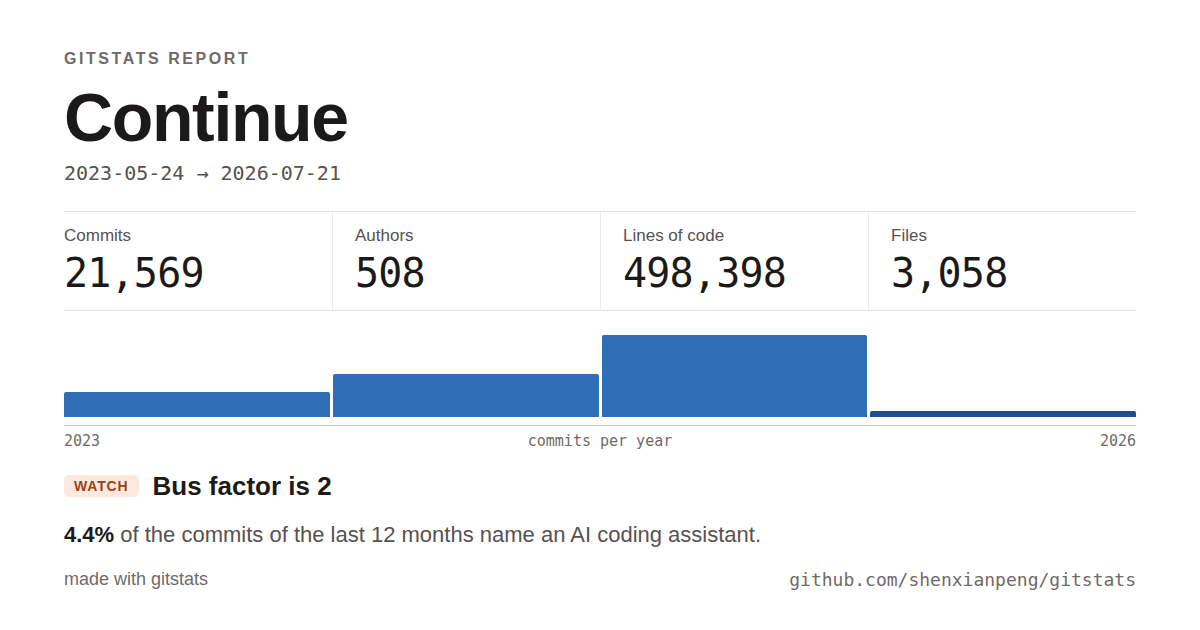 GITSTATS REPORT
Continue
2023-05-24 → 2026-07-21
Commits
21,569
Authors
508
Lines of code
498,398
Files
3,058
2023
commits per year
2026
WATCH Bus factor is 2
4.4% of the commits of the last 12 months name an AI coding assistant.
made with gitstats
github.com/shenxianpeng/gitstats